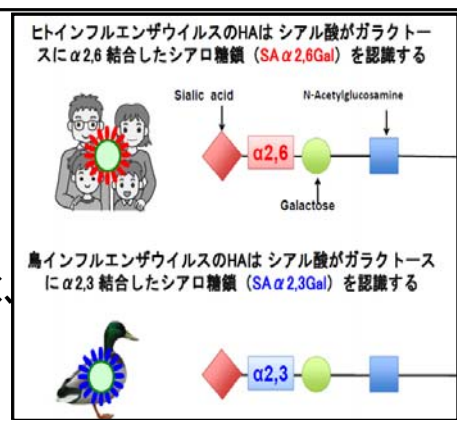 ヒトインフルエンザウイルスのHAは シアル酸がガラクトー
スにα2,6 結合したシアロ糖鎖（SAα2,6Gal）を認識する
Sialic acid
N-Acetylglucosamine
α2,6
Galactose
鳥インフルエンザウイルスのHAは シアル酸がガラクトース
にα2,3 結合したシアロ糖鎖（SAα2,3Gal）を認識する
、
α2,3